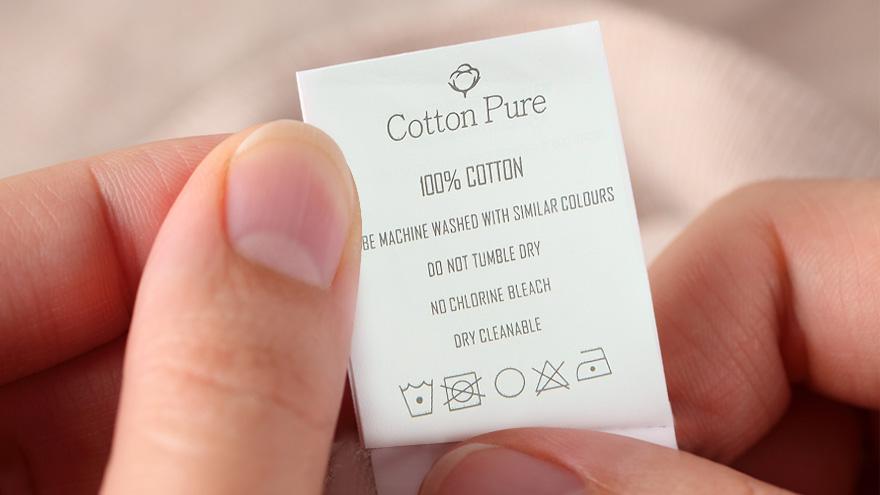 Cotton Pure
100% COTTON
BE MACHINE WASHED WITH SIMILAR COLOURS
DO NOT TUMBLE DRY
NO CHLORINE BLEACH
DRY CLEANABLE